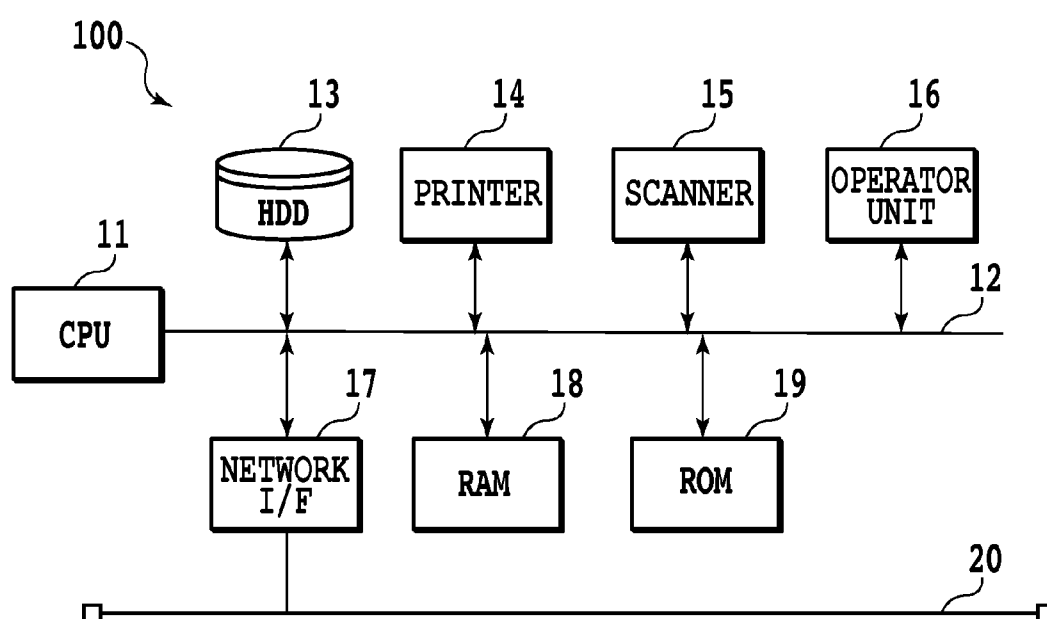 100
13
14
15
16
HDD
PRINTER
SCANNER
OPERATOR
UNIT
11
CPU
12
17
18
19
NETWORK
I/F
RAM
ROM
20